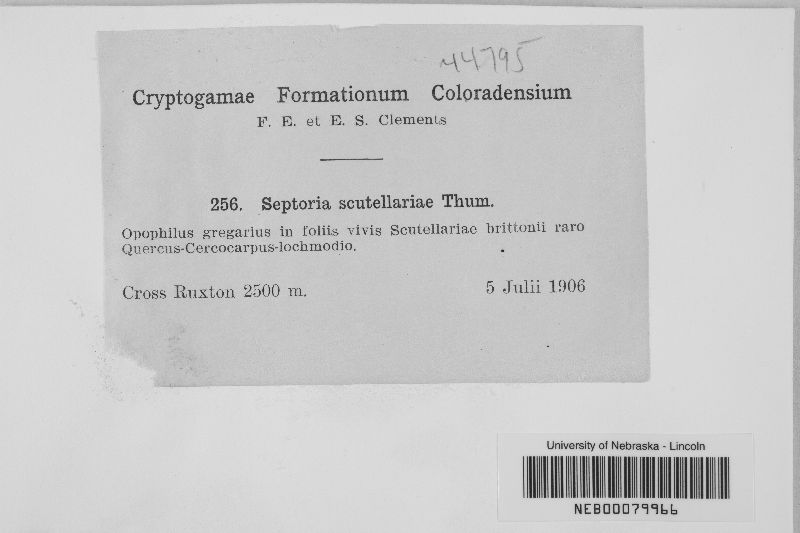 44795
Cryptogamae Formationum Coloradensium
F. E. et E. S. Clements
256. Septoria scutellariae Thum.
Opophilus gregarius in foliis vivis Scutellariae brittonii raro
Quercus-Cercocarpus-lochmodio.
Cross Ruxton 2500 m. 5 Julii 1906
University of Nebraska - Lincoln
NEB00079966